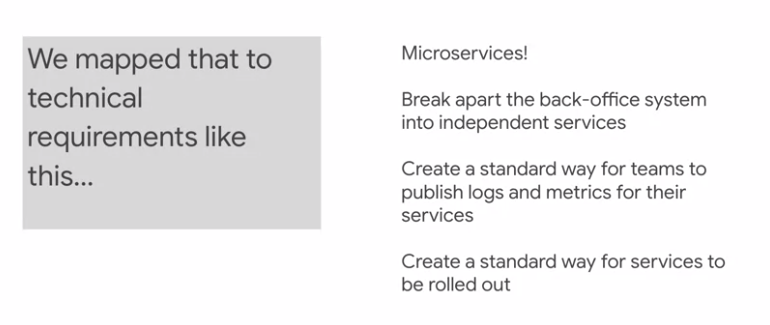 We mapped that to
technical
requirements like
this...
Microservices!
Break apart the back-office system
into independent services
Create a standard way for teams to
publish logs and metrics for their
services
Create a standard way for services to
be rolled out